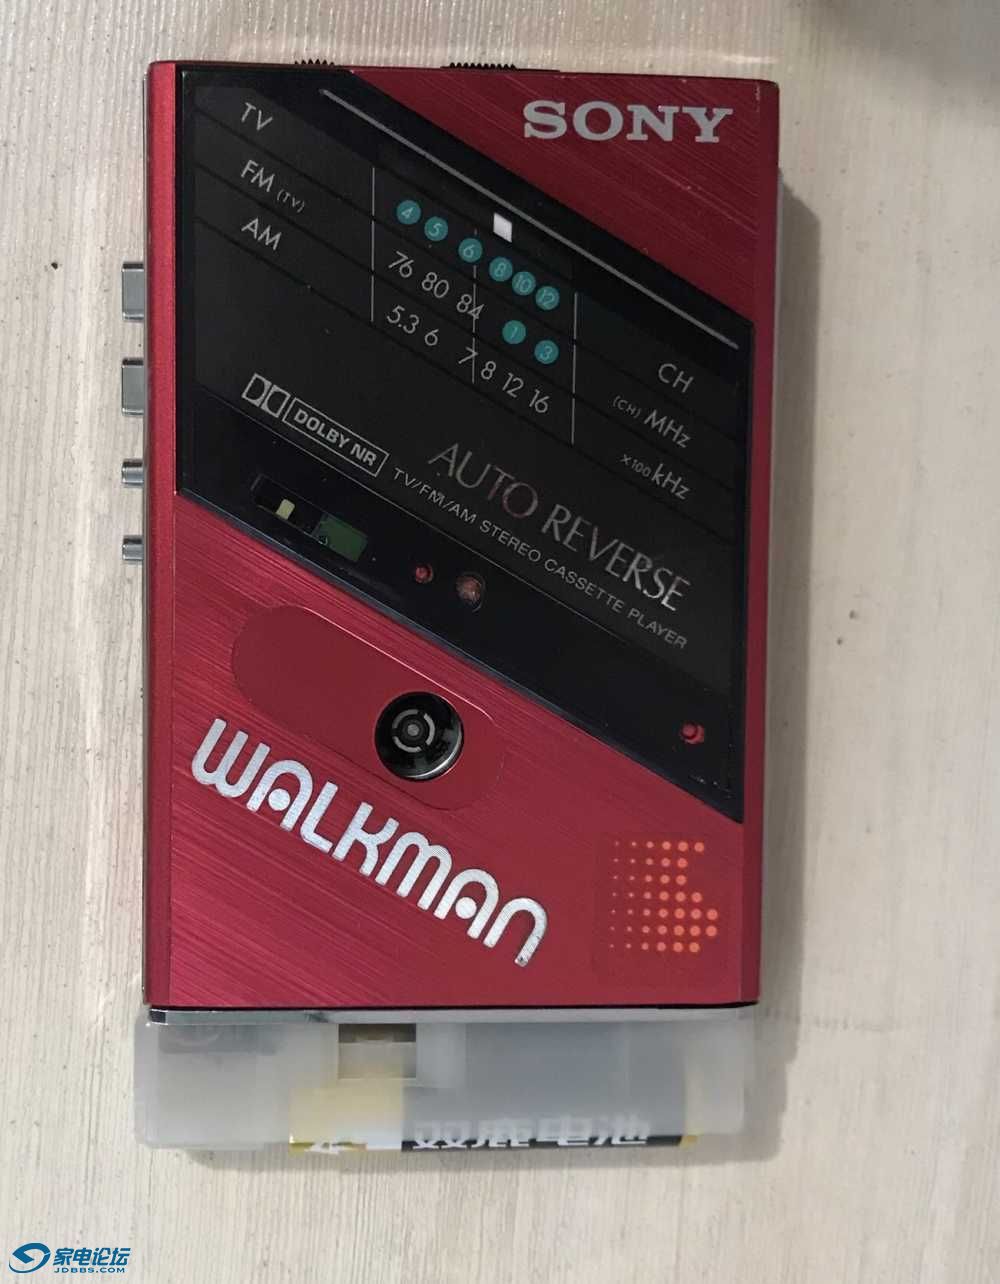 SONY
TV
FM (TV)
AM
4 5 6 8 10 12
76 80 84 1 3
5.3 6 7 8 12 16
CH
(CH) MHz
×100 kHz
DOLBY NR
AUTO REVERSE
TV/FM/AM STEREO CASSETTE PLAYER
WALKMAN
双鹿电池
家电论坛
JDBBS.COM